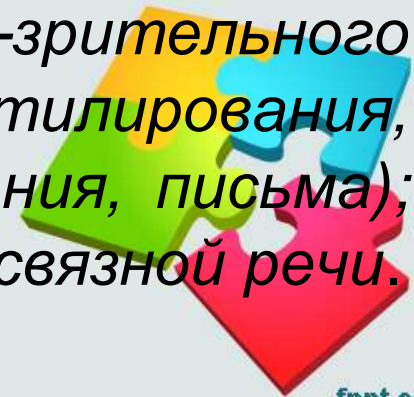 -зрительного
тилирования,
ния, письма);
связной речи.